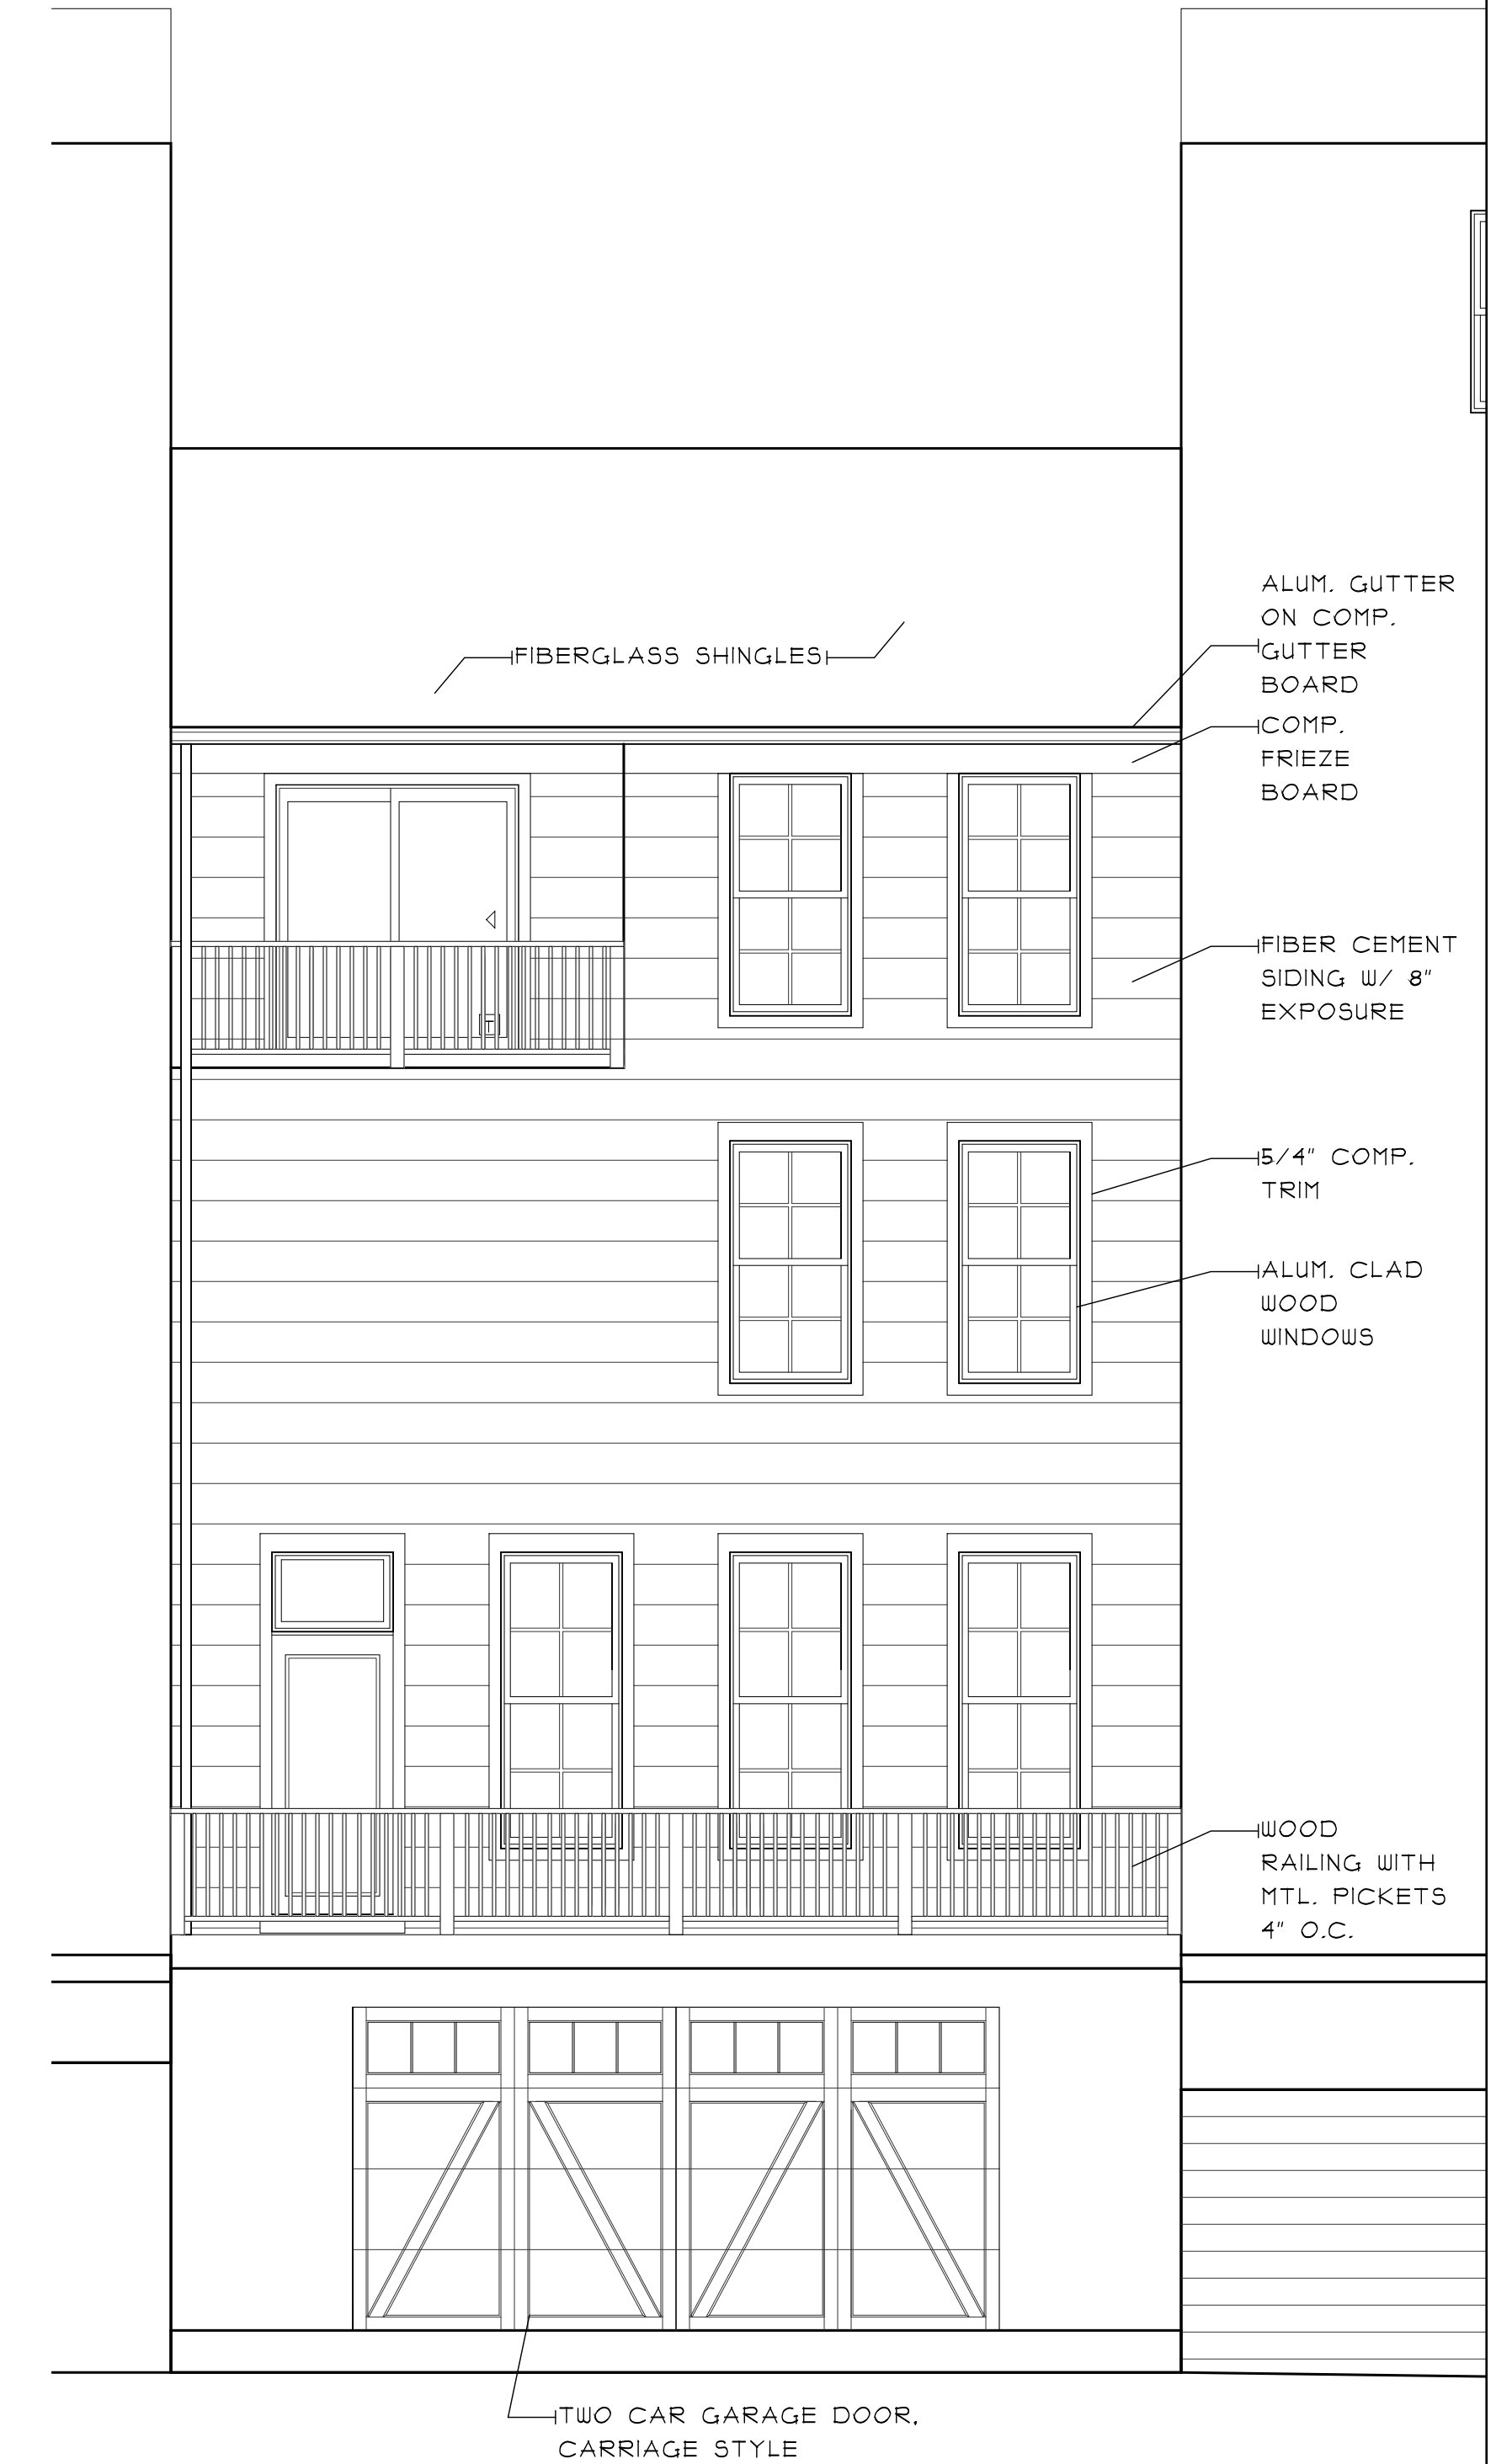 ALUM. GUTTER
ON COMP.
GUTTER
BOARD
FIBERGLASS SHINGLES
COMP.
FRIEZE
BOARD
FIBER CEMENT
SIDING W/ 8"
EXPOSURE
T
5/4" COMP.
TRIM
ALUM. CLAD
WOOD
WINDOWS
WOOD
RAILING WITH
MTL. PICKETS
4" O.C.
TWO CAR GARAGE DOOR,
CARRIAGE STYLE